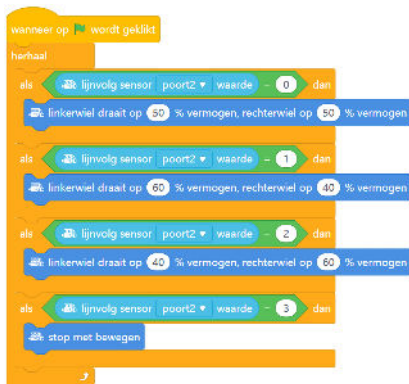 wanneer op wordt geklikt
herhaal
als lijnvolg sensor poort2 waarde = 0 dan
linkerwiel draait op 50 % vermogen, rechterwiel op 50 % vermogen
als lijnvolg sensor poort2 waarde = 1 dan
linkerwiel draait op 60 % vermogen, rechterwiel op 40 % vermogen
als lijnvolg sensor poort2 waarde = 2 dan
linkerwiel draait op 40 % vermogen, rechterwiel op 60 % vermogen
als lijnvolg sensor poort2 waarde = 3 dan
stop met bewegen